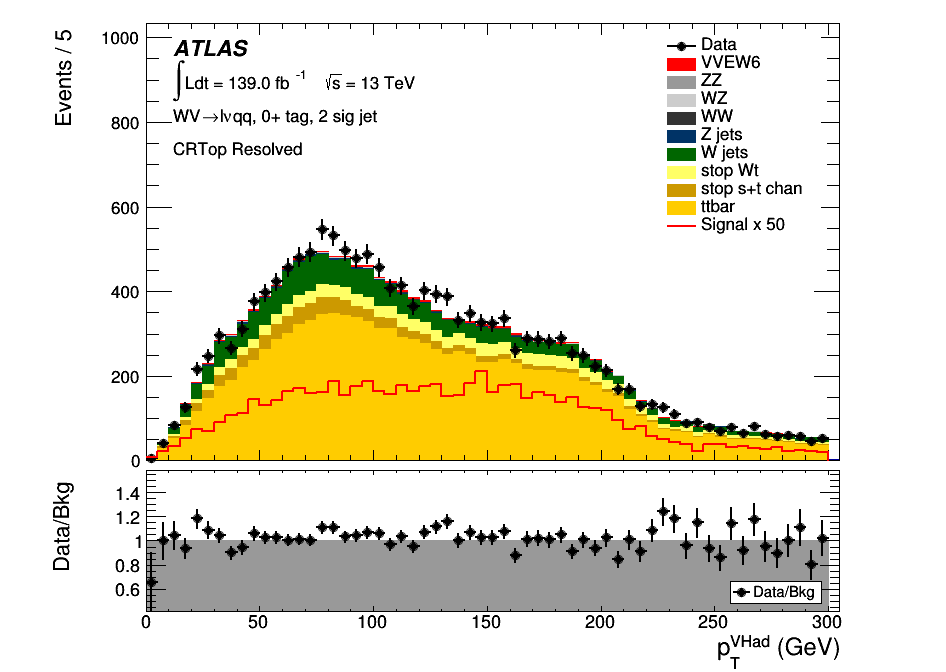 ATLAS
∫Ldt = 139.0 fb⁻¹ √s = 13 TeV
WV→lνqq, 0+ tag, 2 sig jet
CRTop Resolved
Data
VVEW6
ZZ
WZ
WW
Z jets
W jets
stop Wt
stop s+t chan
ttbar
Signal x 50
Events / 5
1000
800
600
400
200
0
Data/Bkg
1.4
1.2
1
0.8
0.6
Data/Bkg
0 50 100 150 200 250 300
p_T^VHad (GeV)